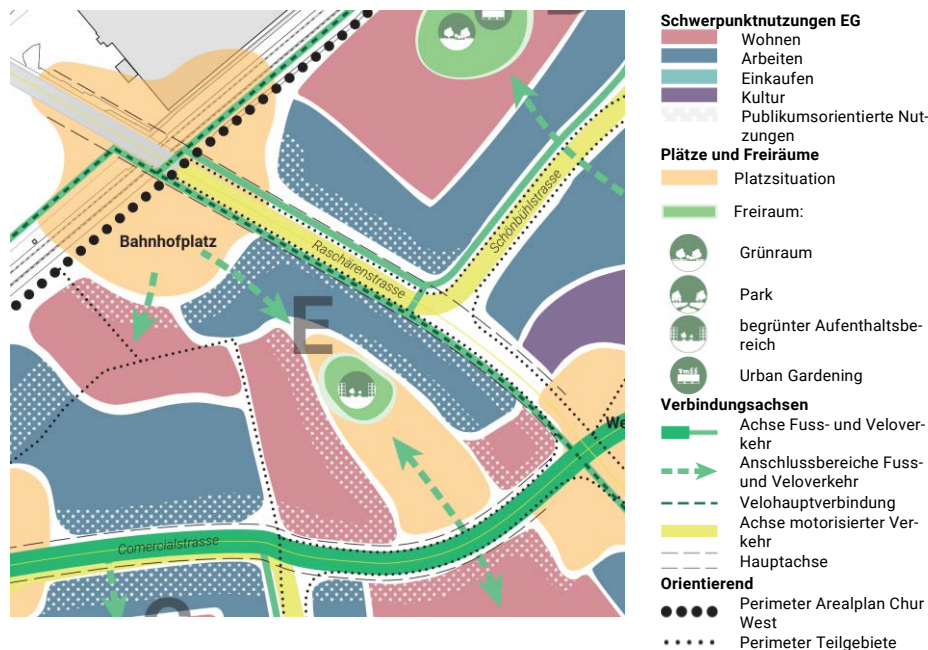 Bahnhofplatz
Raschärenstrasse
Schönbühlstrasse
E
We
Comercialstrasse
Schwerpunktnutzungen EG
Wohnen
Arbeiten
Einkaufen
Kultur
Publikumsorientierte Nut-
zungen
Plätze und Freiräume
Platzsituation
Freiraum:
Grünraum
Park
begrünter Aufenthaltsbe-
reich
Urban Gardening
Verbindungsachsen
Achse Fuss- und Velover-
kehr
Anschlussbereiche Fuss-
und Veloverkehr
Velohauptverbindung
Achse motorisierter Ver-
kehr
Hauptachse
Orientierend
Perimeter Arealplan Chur
West
Perimeter Teilgebiete